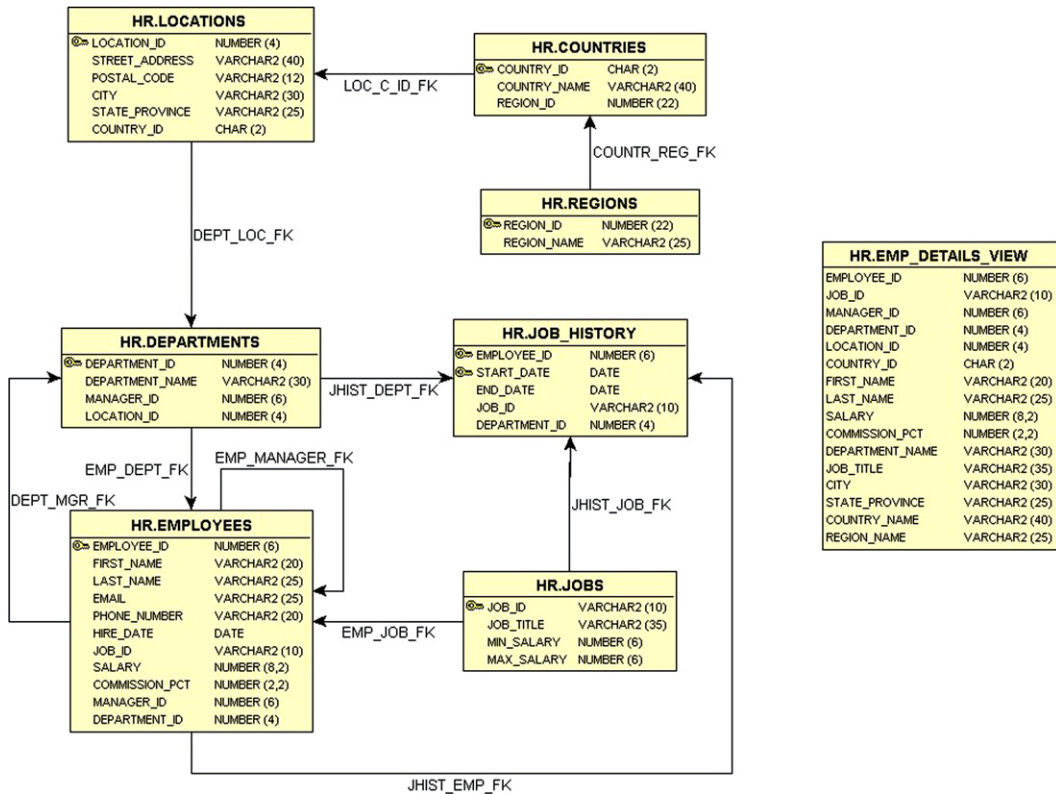 HR.LOCATIONS
LOCATION_ID NUMBER (4)
STREET_ADDRESS VARCHAR2 (40)
POSTAL_CODE VARCHAR2 (12)
CITY VARCHAR2 (30)
STATE_PROVINCE VARCHAR2 (25)
COUNTRY_ID CHAR (2)
LOC_C_ID_FK
HR.COUNTRIES
COUNTRY_ID CHAR (2)
COUNTRY_NAME VARCHAR2 (40)
REGION_ID NUMBER (22)
COUNTR_REG_FK
HR.REGIONS
REGION_ID NUMBER (22)
REGION_NAME VARCHAR2 (25)
DEPT_LOC_FK
HR.EMP_DETAILS_VIEW
EMPLOYEE_ID NUMBER (6)
JOB_ID VARCHAR2 (10)
MANAGER_ID NUMBER (6)
DEPARTMENT_ID NUMBER (4)
LOCATION_ID NUMBER (4)
COUNTRY_ID CHAR (2)
FIRST_NAME VARCHAR2 (20)
LAST_NAME VARCHAR2 (25)
SALARY NUMBER (8,2)
COMMISSION_PCT NUMBER (2,2)
DEPARTMENT_NAME VARCHAR2 (30)
JOB_TITLE VARCHAR2 (35)
CITY VARCHAR2 (30)
STATE_PROVINCE VARCHAR2 (25)
COUNTRY_NAME VARCHAR2 (40)
REGION_NAME VARCHAR2 (25)
HR.DEPARTMENTS
DEPARTMENT_ID NUMBER (4)
DEPARTMENT_NAME VARCHAR2 (30)
MANAGER_ID NUMBER (6)
LOCATION_ID NUMBER (4)
JHIST_DEPT_FK
HR.JOB_HISTORY
EMPLOYEE_ID NUMBER (6)
START_DATE DATE
END_DATE DATE
JOB_ID VARCHAR2 (10)
DEPARTMENT_ID NUMBER (4)
EMP_DEPT_FK
EMP_MANAGER_FK
DEPT_MGR_FK
JHIST_JOB_FK
HR.EMPLOYEES
EMPLOYEE_ID NUMBER (6)
FIRST_NAME VARCHAR2 (20)
LAST_NAME VARCHAR2 (25)
EMAIL VARCHAR2 (25)
PHONE_NUMBER VARCHAR2 (20)
HIRE_DATE DATE
JOB_ID VARCHAR2 (10)
SALARY NUMBER (8,2)
COMMISSION_PCT NUMBER (2,2)
MANAGER_ID NUMBER (6)
DEPARTMENT_ID NUMBER (4)
EMP_JOB_FK
HR.JOBS
JOB_ID VARCHAR2 (10)
JOB_TITLE VARCHAR2 (35)
MIN_SALARY NUMBER (6)
MAX_SALARY NUMBER (6)
JHIST_EMP_FK